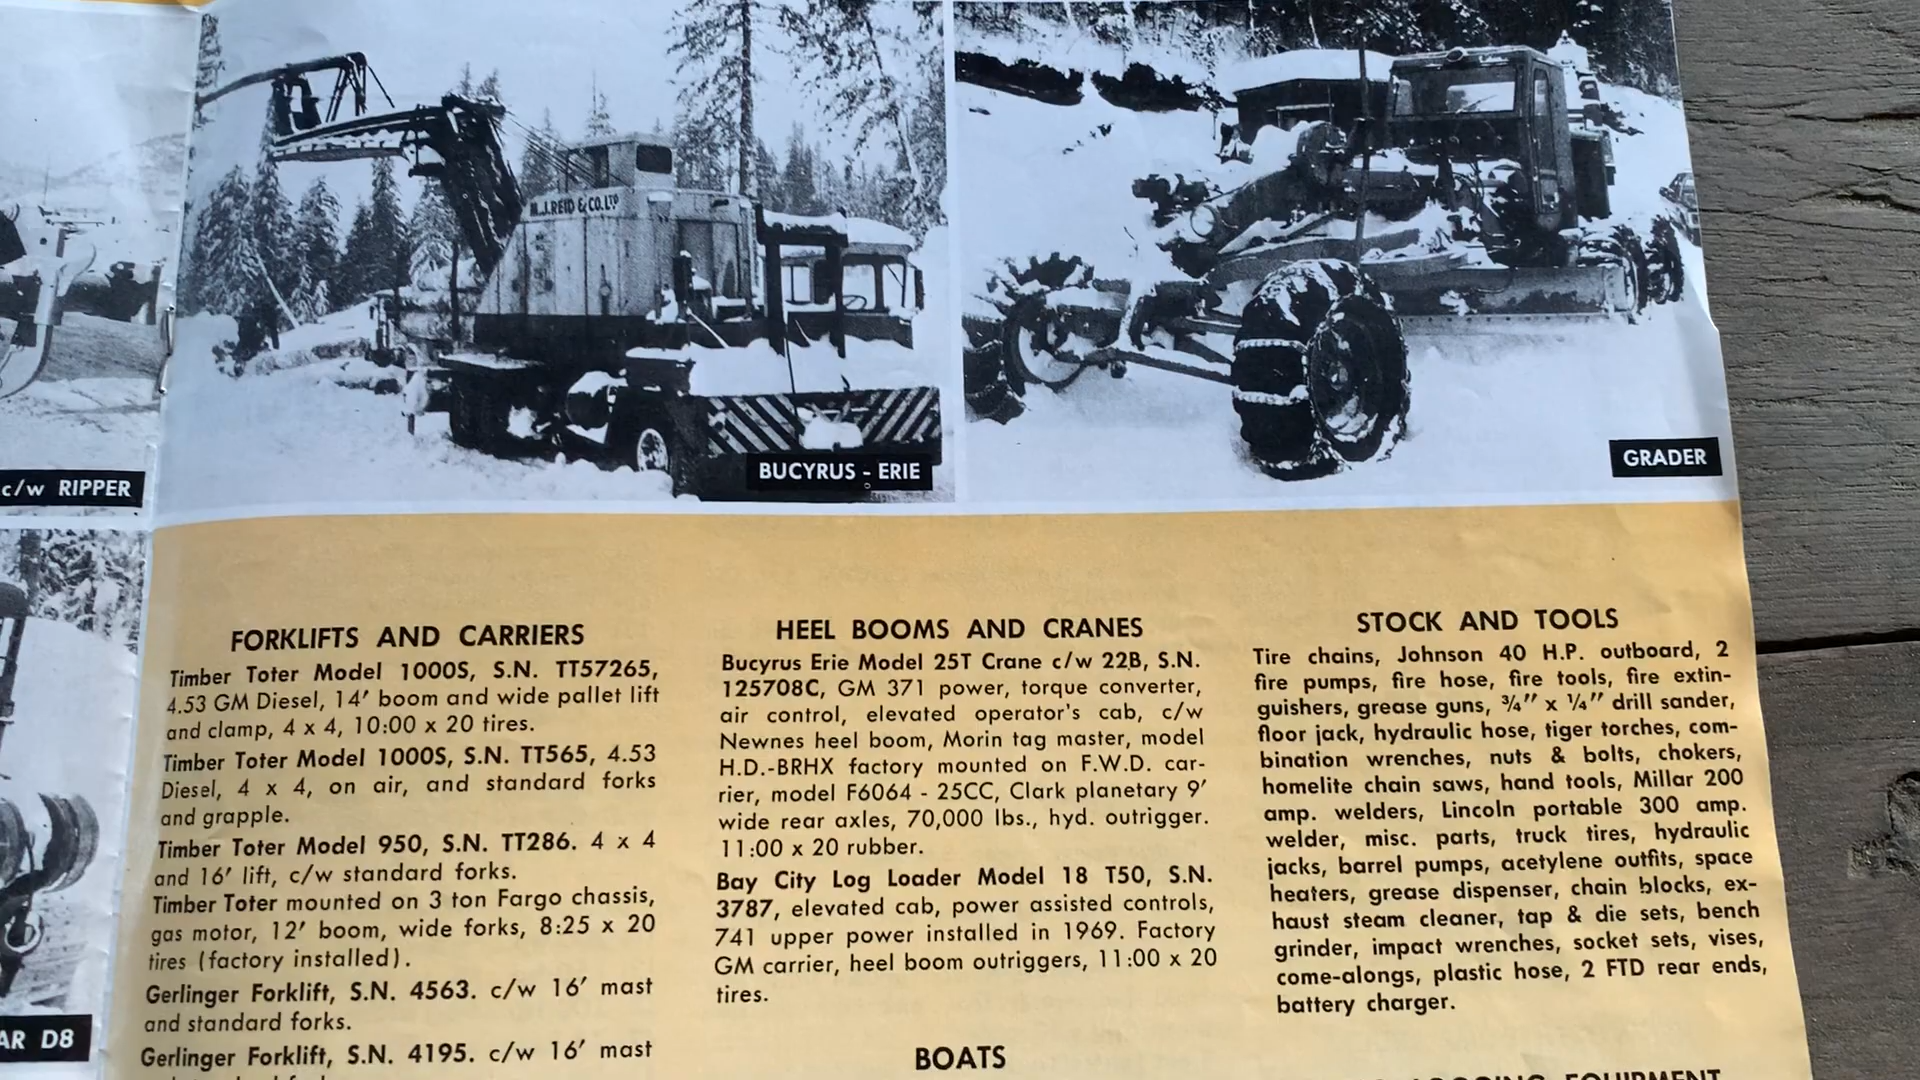 M.J. REID & CO. LTD
c/w RIPPER
BUCYRUS - ERIE
GRADER
AR D8
FORKLIFTS AND CARRIERS
Timber Toter Model 1000S, S.N. TT57265,
4.53 GM Diesel, 14′ boom and wide pallet lift
and clamp, 4 x 4, 10:00 x 20 tires.
Timber Toter Model 1000S, S.N. TT565, 4.53
Diesel, 4 x 4, on air, and standard forks
and grapple.
Timber Toter Model 950, S.N. TT286. 4 x 4
and 16′ lift, c/w standard forks.
Timber Toter mounted on 3 ton Fargo chassis,
gas motor, 12′ boom, wide forks, 8:25 x 20
tires (factory installed).
Gerlinger Forklift, S.N. 4563. c/w 16′ mast
and standard forks.
Gerlinger Forklift, S.N. 4195. c/w 16′ mast
HEEL BOOMS AND CRANES
Bucyrus Erie Model 25T Crane c/w 22B, S.N.
125708C, GM 371 power, torque converter,
air control, elevated operator's cab, c/w
Newnes heel boom, Morin tag master, model
H.D.-BRHX factory mounted on F.W.D. car-
rier, model F6064 - 25CC, Clark planetary 9′
wide rear axles, 70,000 lbs., hyd. outrigger.
11:00 x 20 rubber.
Bay City Log Loader Model 18 T50, S.N.
3787, elevated cab, power assisted controls,
741 upper power installed in 1969. Factory
GM carrier, heel boom outriggers, 11:00 x 20
tires.
BOATS
STOCK AND TOOLS
Tire chains, Johnson 40 H.P. outboard, 2
fire pumps, fire hose, fire tools, fire extin-
guishers, grease guns, ¾″ x ¼″ drill sander,
floor jack, hydraulic hose, tiger torches, com-
bination wrenches, nuts & bolts, chokers,
homelite chain saws, hand tools, Millar 200
amp. welders, Lincoln portable 300 amp.
welder, misc. parts, truck tires, hydraulic
jacks, barrel pumps, acetylene outfits, space
heaters, grease dispenser, chain blocks, ex-
haust steam cleaner, tap & die sets, bench
grinder, impact wrenches, socket sets, vises,
come-alongs, plastic hose, 2 FTD rear ends,
battery charger.
EQUIPMENT